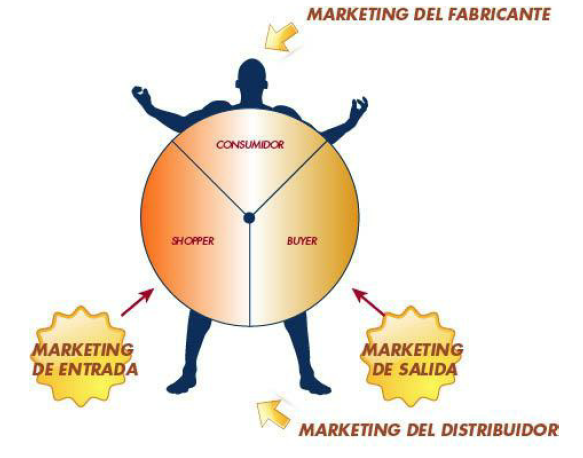 MARKETING DEL FABRICANTE
CONSUMIDOR
SHOPPER
BUYER
MARKETING
DE ENTRADA
MARKETING
DE SALIDA
MARKETING DEL DISTRIBUIDOR